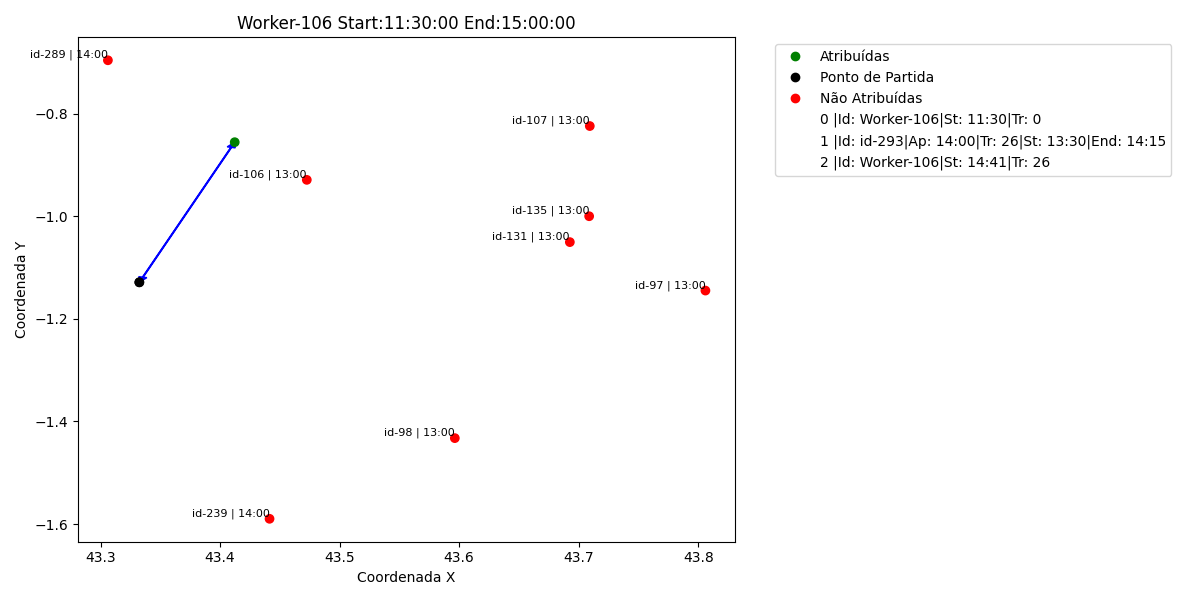 Worker-106 Start:11:30:00 End:15:00:00
id-289 | 14:00
id-107 | 13:00
id-106 | 13:00
id-135 | 13:00
id-131 | 13:00
id-97 | 13:00
id-98 | 13:00
id-239 | 14:00
−0.8
−1.0
−1.2
−1.4
−1.6
Coordenada Y
43.3
43.4
43.5
43.6
43.7
43.8
Coordenada X
Atribuídas
Ponto de Partida
Não Atribuídas
0 |Id: Worker-106|St: 11:30|Tr: 0
1 |Id: id-293|Ap: 14:00|Tr: 26|St: 13:30|End: 14:15
2 |Id: Worker-106|St: 14:41|Tr: 26